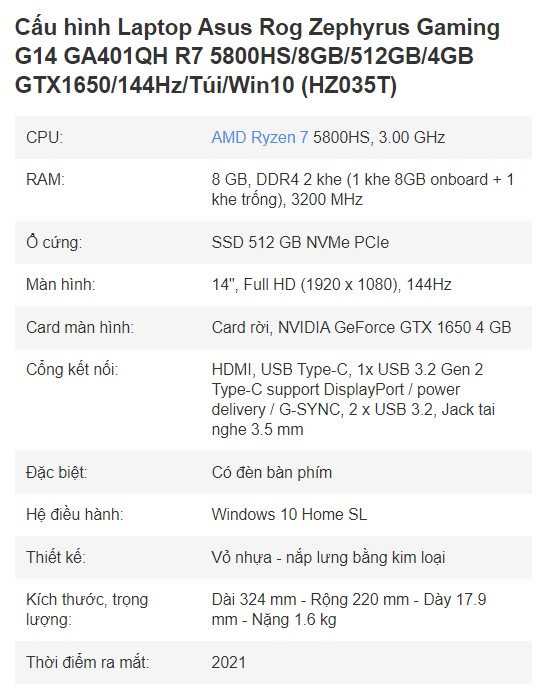 Cấu hình Laptop Asus Rog Zephyrus Gaming
G14 GA401QH R7 5800HS/8GB/512GB/4GB
GTX1650/144Hz/Túi/Win10 (HZ035T)
CPU: AMD Ryzen 7 5800HS, 3.00 GHz
RAM: 8 GB, DDR4 2 khe (1 khe 8GB onboard + 1
khe trống), 3200 MHz
Ổ cứng: SSD 512 GB NVMe PCIe
Màn hình: 14", Full HD (1920 x 1080), 144Hz
Card màn hình: Card rời, NVIDIA GeForce GTX 1650 4 GB
Cổng kết nối: HDMI, USB Type-C, 1x USB 3.2 Gen 2
Type-C support DisplayPort / power
delivery / G-SYNC, 2 x USB 3.2, Jack tai
nghe 3.5 mm
Đặc biệt: Có đèn bàn phím
Hệ điều hành: Windows 10 Home SL
Thiết kế: Vỏ nhựa - nắp lưng bằng kim loại
Kích thước, trọng
lượng:
Dài 324 mm - Rộng 220 mm - Dày 17.9
mm - Nặng 1.6 kg
Thời điểm ra mắt: 2021